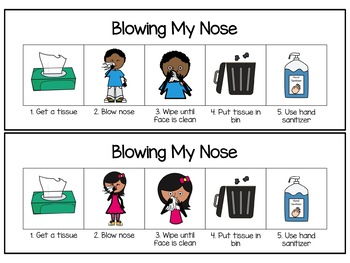 Blowing My Nose
1. Get a tissue
2. Blow nose
3. Wipe until
face is clean
4. Put tissue in
bin
5. Use hand
sanitizer
Blowing My Nose
1. Get a tissue
2. Blow nose
3. Wipe until
face is clean
4. Put tissue in
bin
5. Use hand
sanitizer